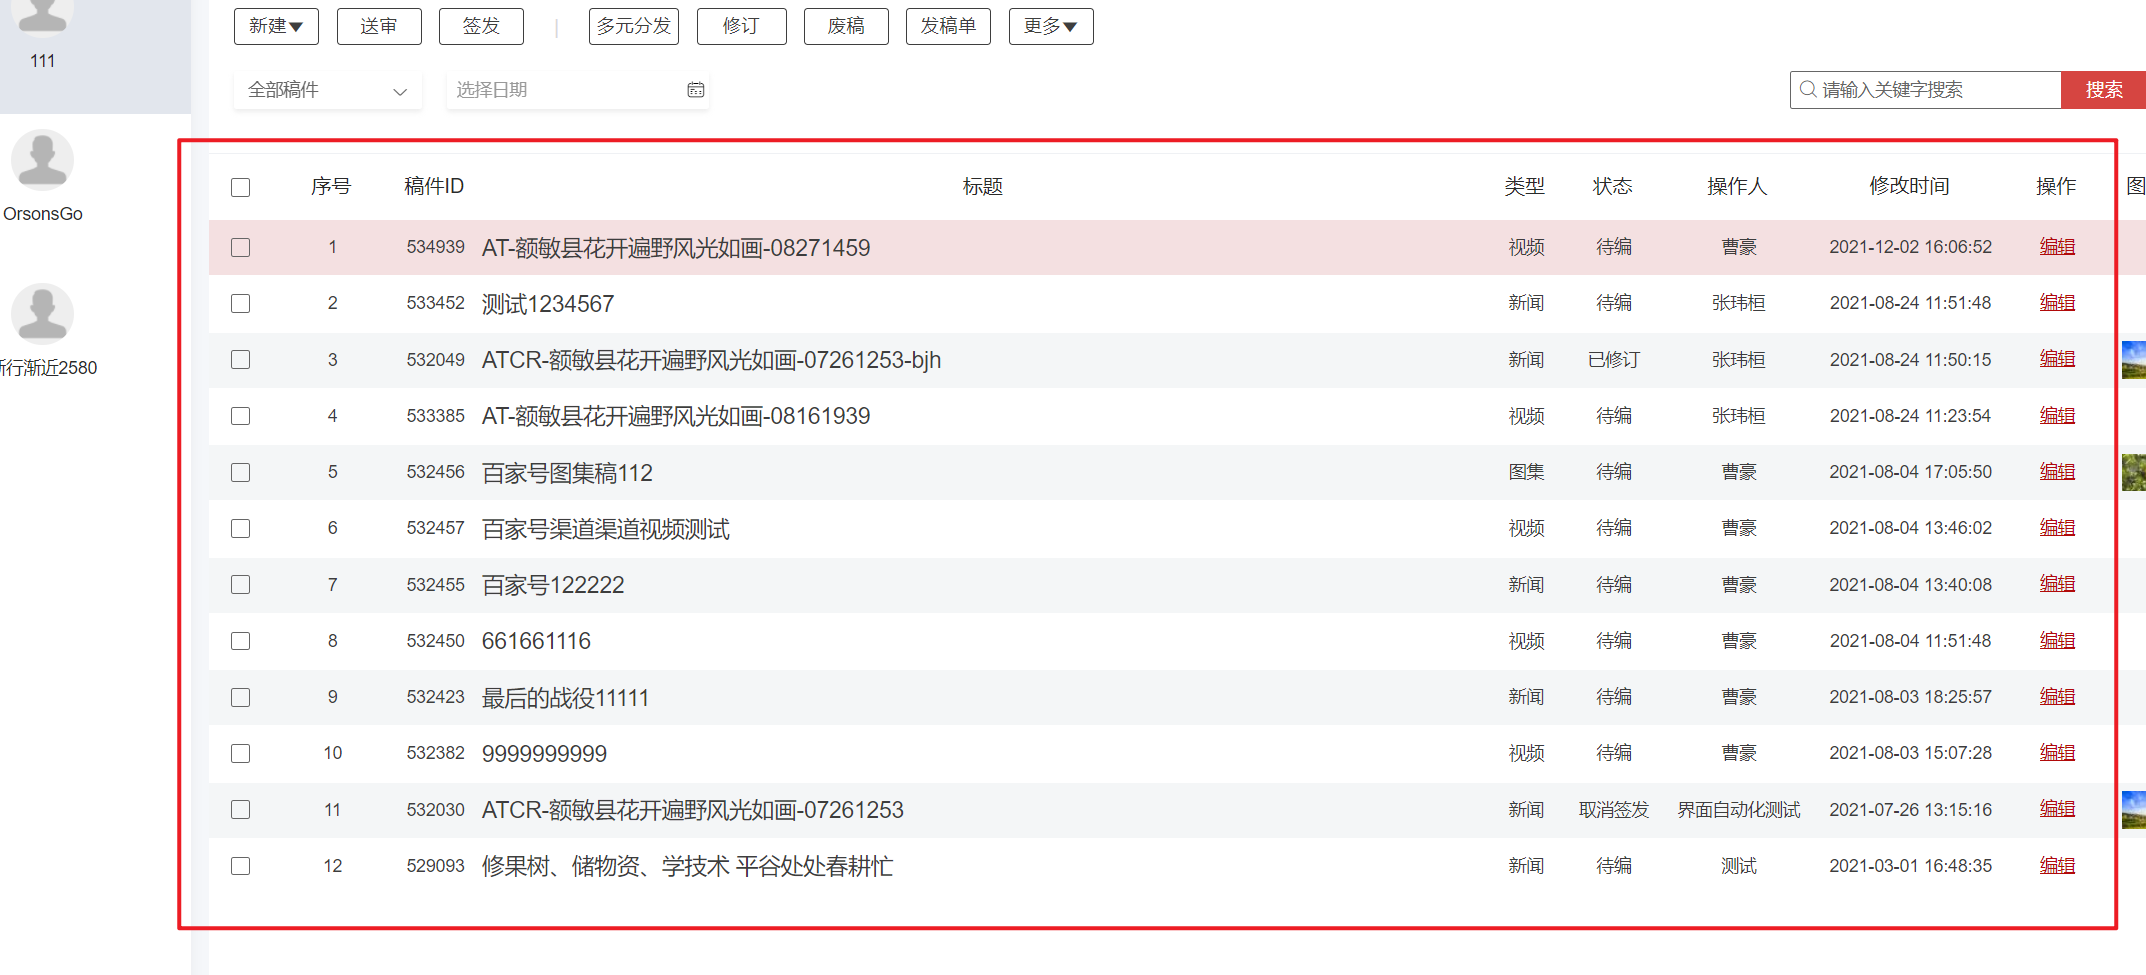 新建▼ 送审 签发 | 多元分发 修订 废稿 发稿单 更多▼
111
全部稿件 选择日期 请输入关键字搜索 搜索
OrsonsGo
行渐近2580
序号 稿件ID 标题 类型 状态 操作人 修改时间 操作 图
1 534939 AT-额敏县花开遍野风光如画-08271459 视频 待编 曹豪 2021-12-02 16:06:52 编辑
2 533452 测试1234567 新闻 待编 张玮桓 2021-08-24 11:51:48 编辑
3 532049 ATCR-额敏县花开遍野风光如画-07261253-bjh 新闻 已修订 张玮桓 2021-08-24 11:50:15 编辑
4 533385 AT-额敏县花开遍野风光如画-08161939 视频 待编 张玮桓 2021-08-24 11:23:54 编辑
5 532456 百家号图集稿112 图集 待编 曹豪 2021-08-04 17:05:50 编辑
6 532457 百家号渠道渠道视频测试 视频 待编 曹豪 2021-08-04 13:46:02 编辑
7 532455 百家号122222 新闻 待编 曹豪 2021-08-04 13:40:08 编辑
8 532450 661661116 视频 待编 曹豪 2021-08-04 11:51:48 编辑
9 532423 最后的战役11111 新闻 待编 曹豪 2021-08-03 18:25:57 编辑
10 532382 9999999999 视频 待编 曹豪 2021-08-03 15:07:28 编辑
11 532030 ATCR-额敏县花开遍野风光如画-07261253 新闻 取消签发 界面自动化测试 2021-07-26 13:15:16 编辑
12 529093 修果树、储物资、学技术 平谷处处春耕忙 新闻 待编 测试 2021-03-01 16:48:35 编辑